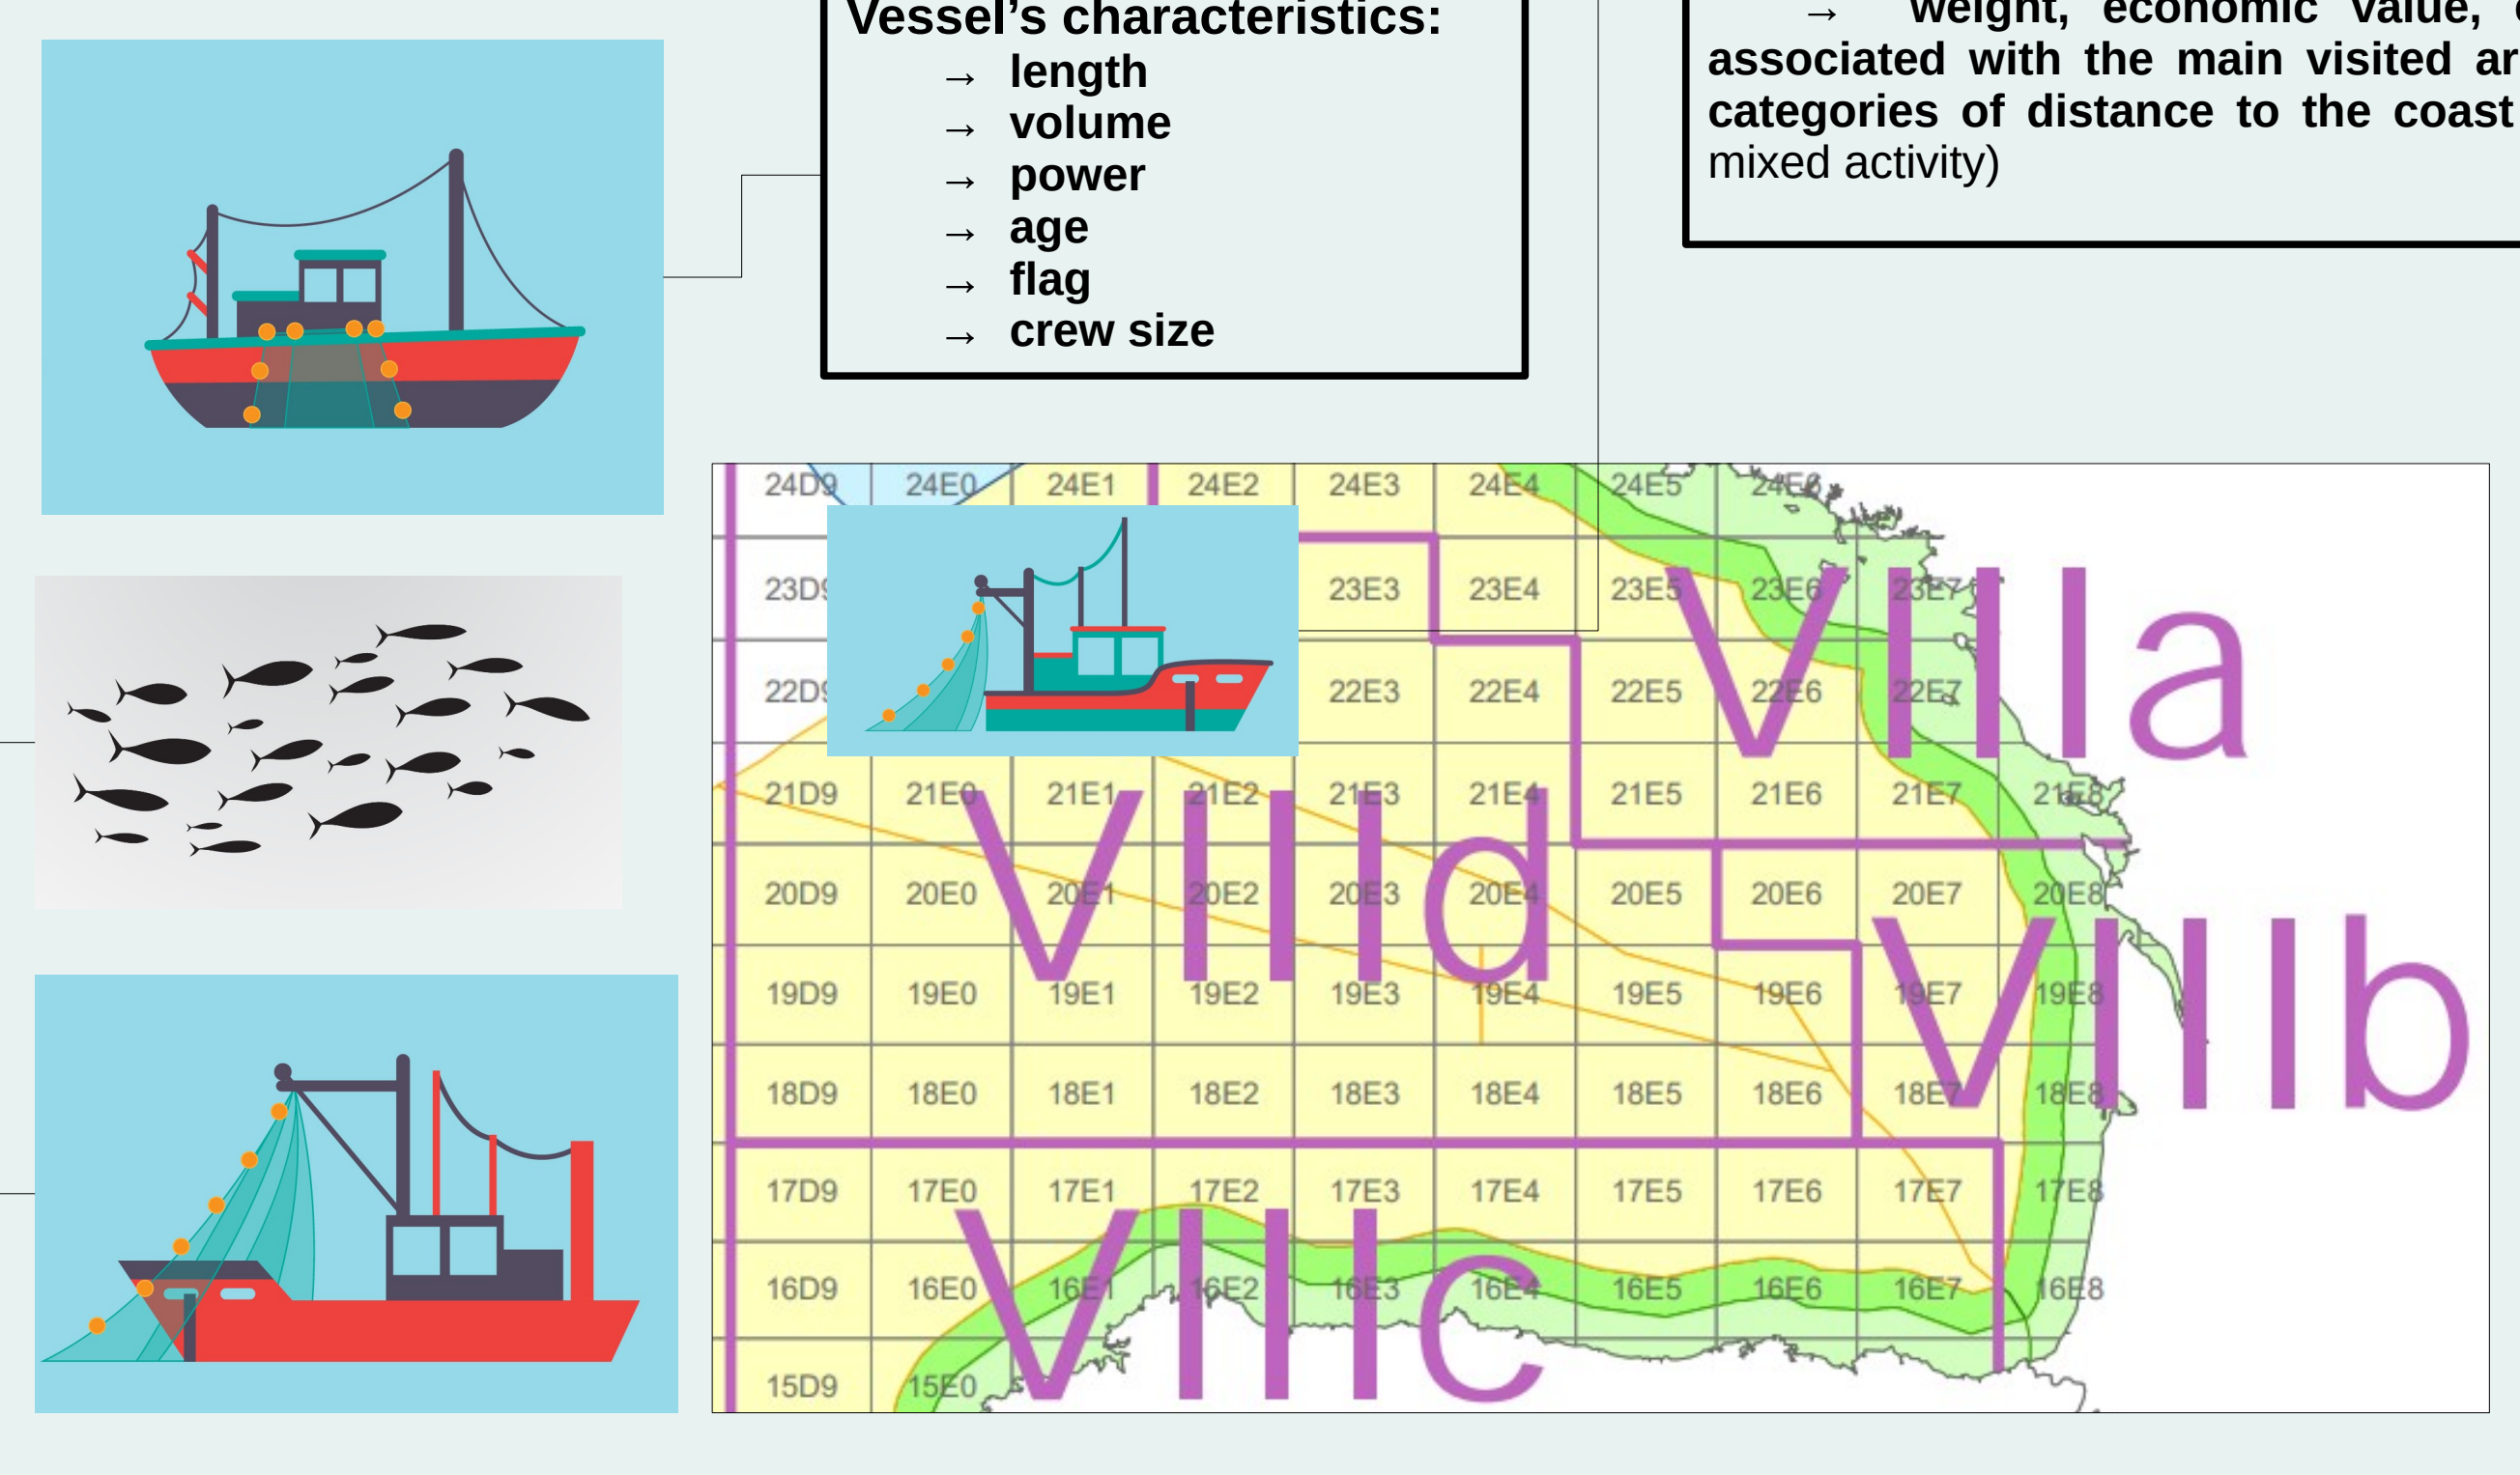 Vessel’s characteristics:
→ length
→ volume
→ power
→ age
→ flag
→ crew size
→ weight, economic value,
associated with the main visited
categories of distance to the coast
mixed activity)
24D9 24E0 24E1 24E2 24E3 24E4 24E5 24E6
23D9 23E3 23E4 23E5 23E6 23E7
VIIIa
22D9 22E3 22E4 22E5 22E6 22E7
21D9 21E0 21E1 21E2 21E3 21E4 21E5 21E6 21E7 21E8
VIIId
20D9 20E0 20E1 20E2 20E3 20E4 20E5 20E6 20E7 20E8
VIIIb
19D9 19E0 19E1 19E2 19E3 19E4 19E5 19E6 19E7 19E8
18D9 18E0 18E1 18E2 18E3 18E4 18E5 18E6 18E7 18E8
17D9 17E0 17E1 17E2 17E3 17E4 17E5 17E6 17E7 17E8
VIIIc
16D9 16E0 16E1 16E2 16E3 16E4 16E5 16E6 16E7 16E8
15D9 15E0